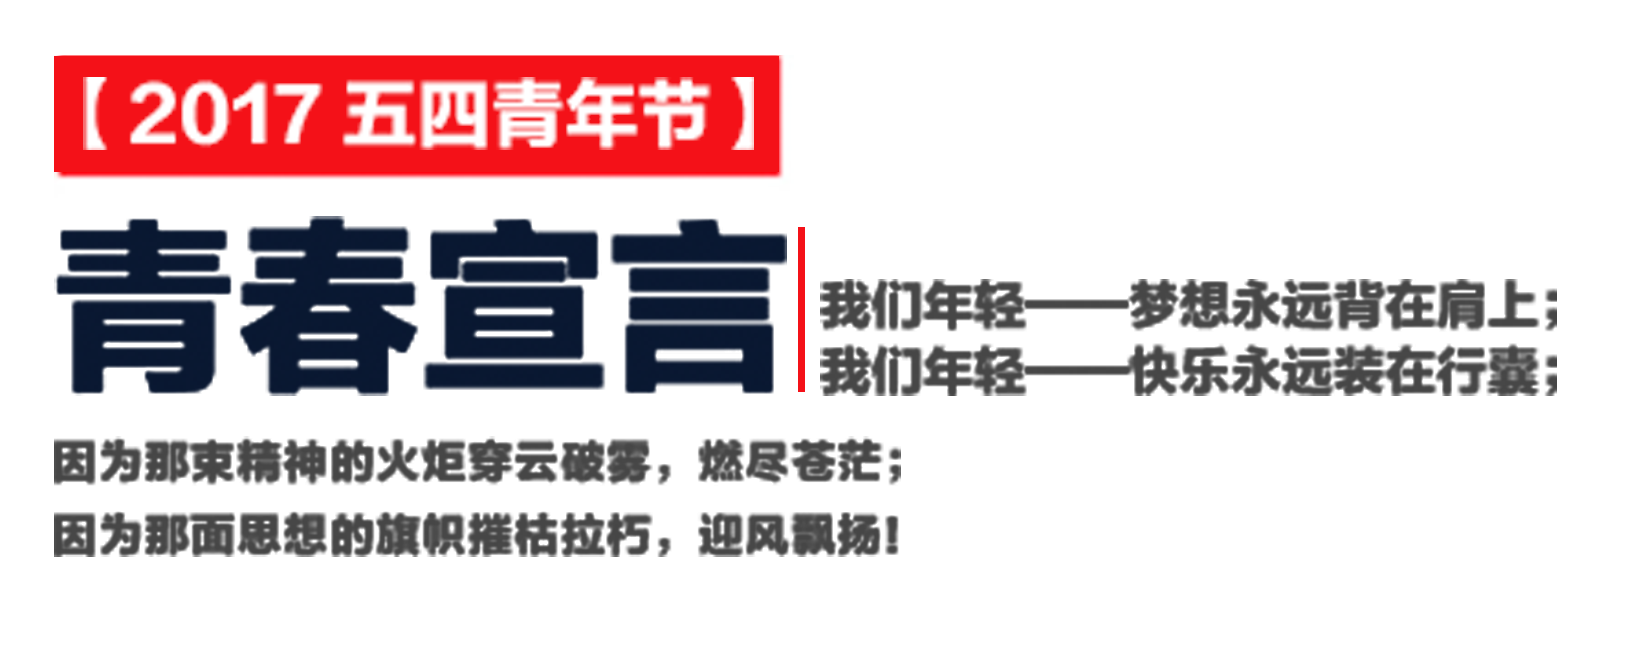 【 2017 五四青年节 】
青春宣言
我们年轻——梦想永远背在肩上；
我们年轻——快乐永远装在行囊；
因为那束精神的火炬穿云破雾，燃尽苍茫；
因为那面思想的旗帜摧枯拉朽，迎风飘扬！